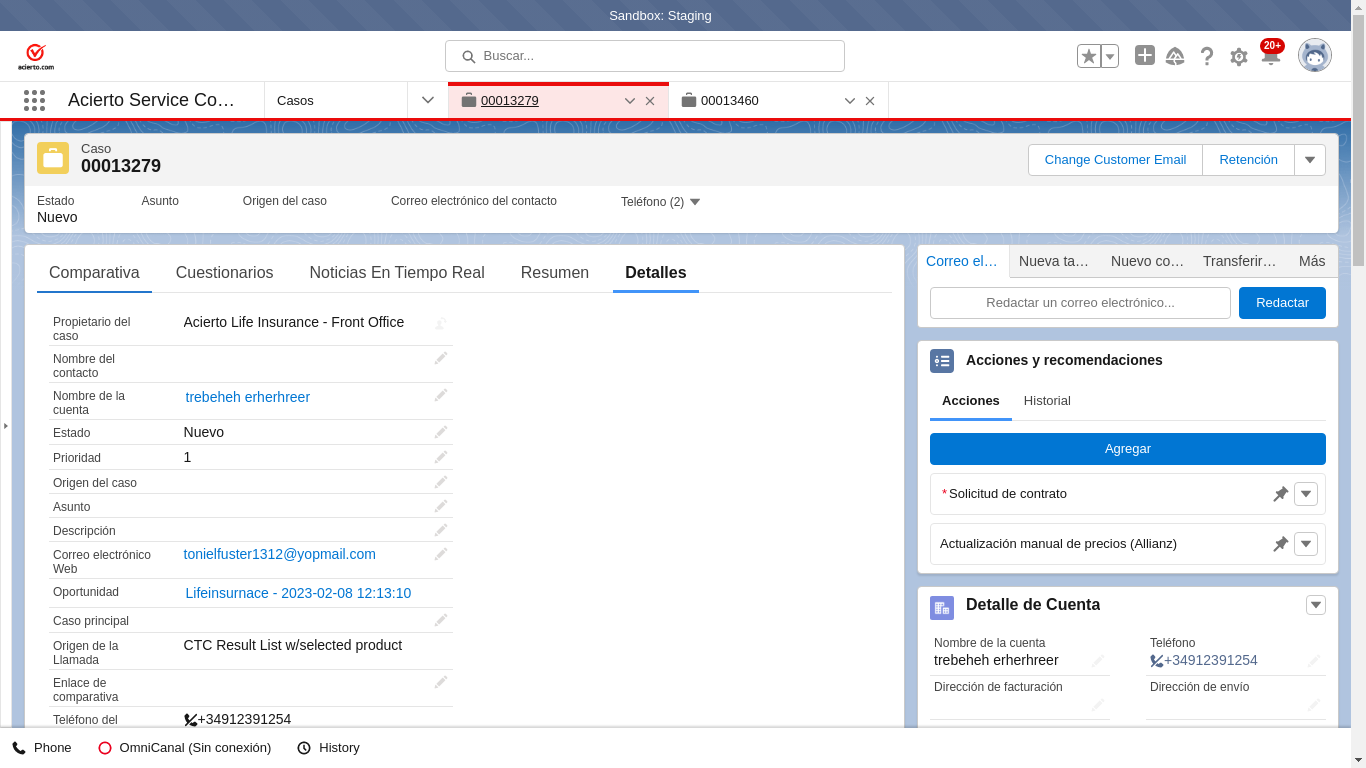 Sandbox: Staging
acierto.com
Buscar...
20+
Acierto Service Co…
Casos
00013279
00013460
Caso
00013279
Change Customer Email
Retención
Estado
Asunto
Origen del caso
Correo electrónico del contacto
Teléfono (2)
Nuevo
Comparativa
Cuestionarios
Noticias En Tiempo Real
Resumen
Detalles
Propietario del
caso
Acierto Life Insurance - Front Office
Nombre del
contacto
Nombre de la
cuenta
trebeheh erherhreer
Estado
Nuevo
Prioridad
1
Origen del caso
Asunto
Descripción
Correo electrónico
Web
tonielfuster1312@yopmail.com
Oportunidad
Lifeinsurnace - 2023-02-08 12:13:10
Caso principal
Origen de la
Llamada
CTC Result List w/selected product
Enlace de
comparativa
Teléfono del
+34912391254
Correo el…
Nueva ta…
Nuevo co…
Transferir…
Más
Redactar un correo electrónico...
Redactar
Acciones y recomendaciones
Acciones
Historial
Agregar
*Solicitud de contrato
Actualización manual de precios (Allianz)
Detalle de Cuenta
Nombre de la cuenta
trebeheh erherhreer
Teléfono
+34912391254
Dirección de facturación
Dirección de envío
Phone
OmniCanal (Sin conexión)
History